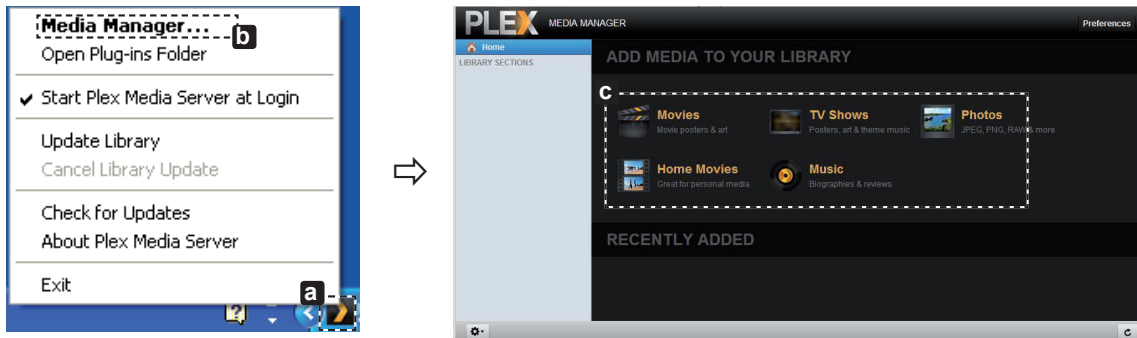 Media Manager...
b
Open Plug-ins Folder
Start Plex Media Server at Login
Update Library
Cancel Library Update
Check for Updates
About Plex Media Server
Exit
a
PLEX MEDIA MANAGER
Preferences
Home
LIBRARY SECTIONS
ADD MEDIA TO YOUR LIBRARY
c
Movies
Movie posters & art
TV Shows
Posters, art & theme music
Photos
JPEG, PNG, RAW & more
Home Movies
Great for personal media
Music
Biographies & reviews
RECENTLY ADDED